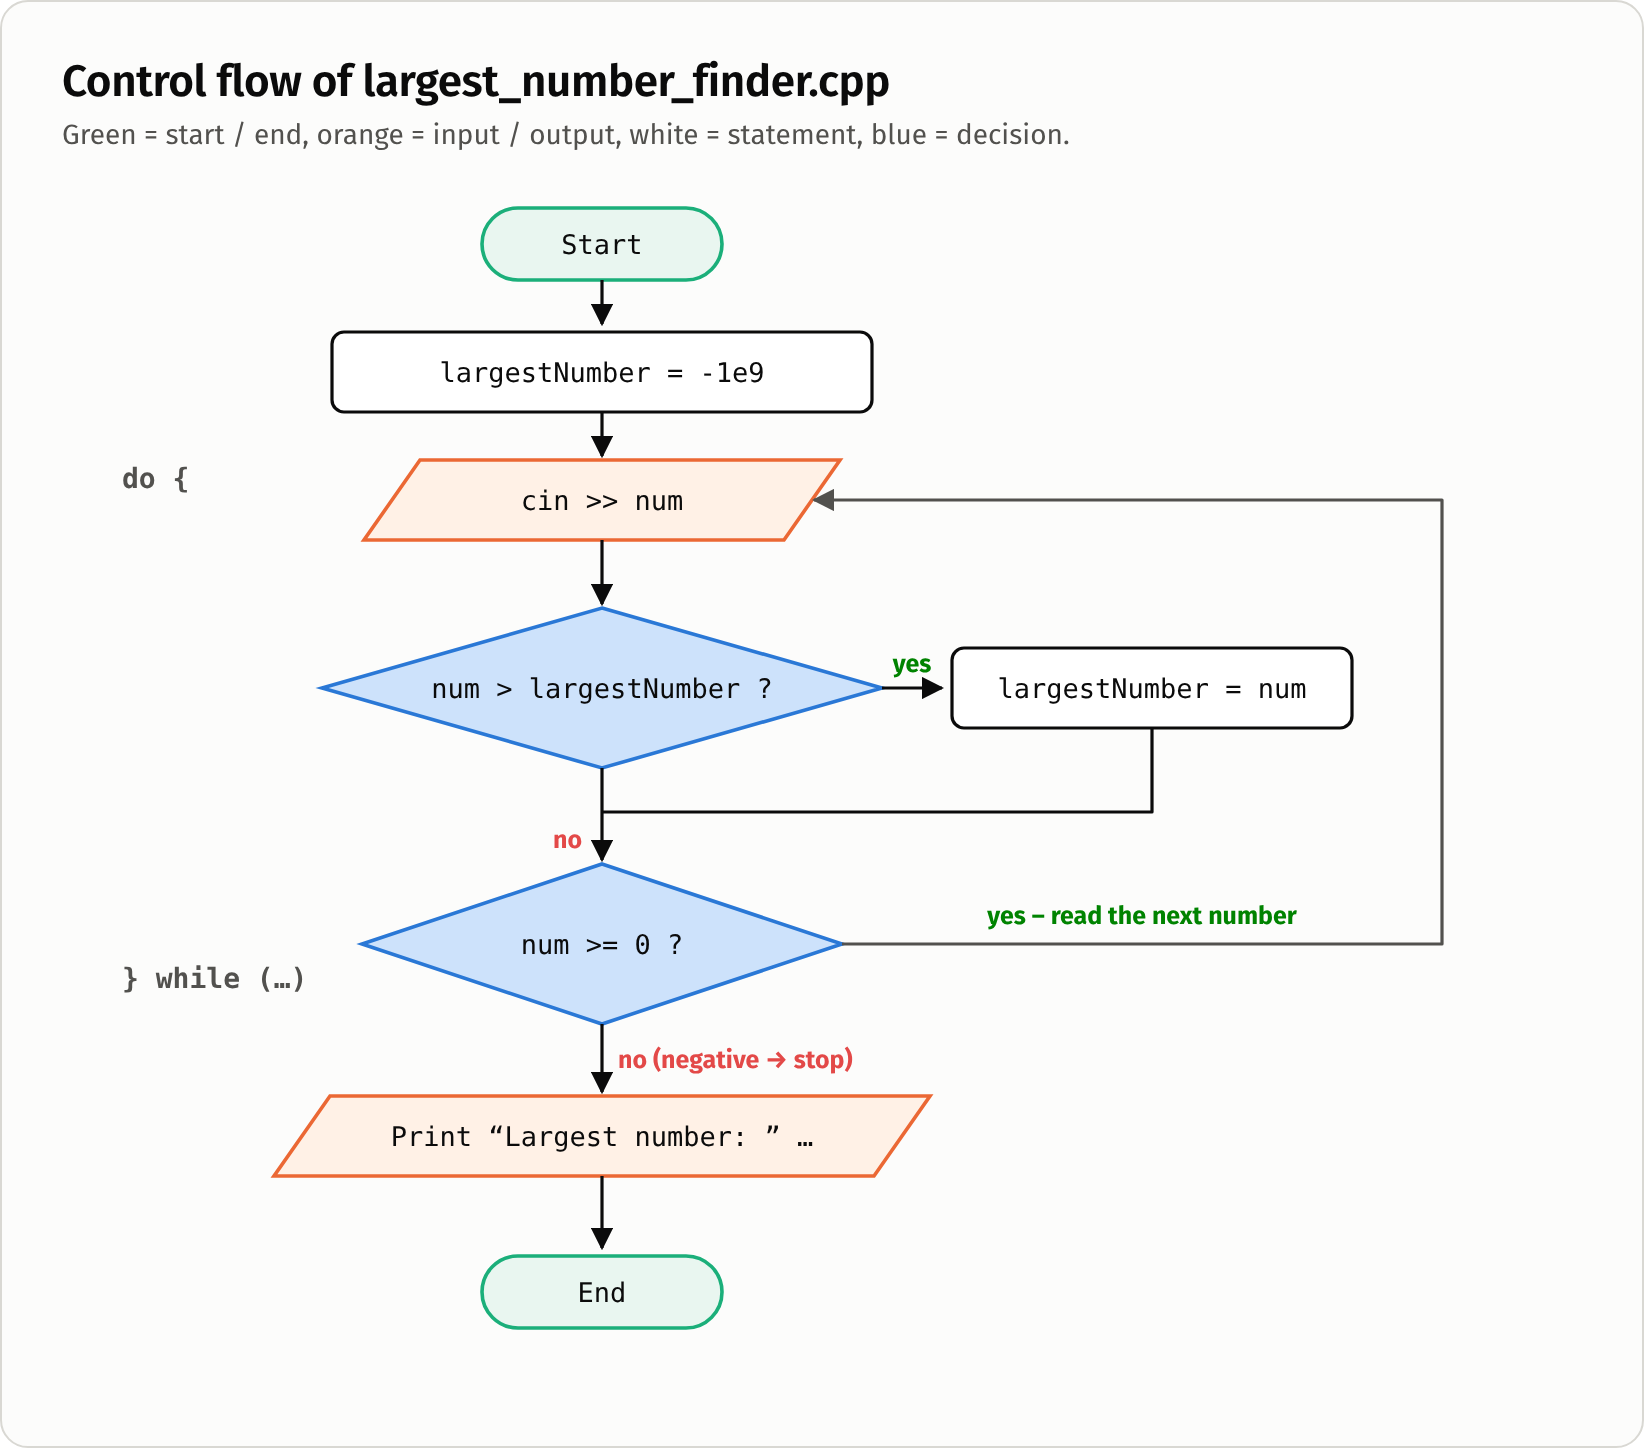 Control flow of largest_number_finder.cpp
Green = start / end, orange = input / output, white = statement, blue = decision.
Start
largestNumber = -1e9
do {
cin >> num
num > largestNumber ?
yes
largestNumber = num
no
num >= 0 ?
yes – read the next number
} while (…)
no (negative → stop)
Print “Largest number: ” …
End